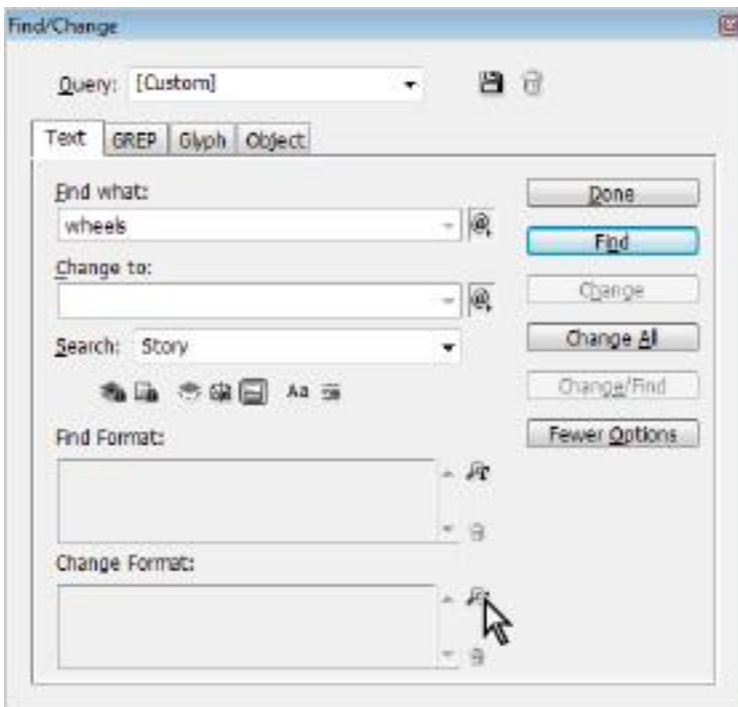 Find/Change
Query: [Custom]
Text GREP Glyph Object
Find what:
wheels
Change to:
Search: Story
Aa
Find Format:
Change Format:
Done
Find
Change
Change All
Change/Find
Fewer Options